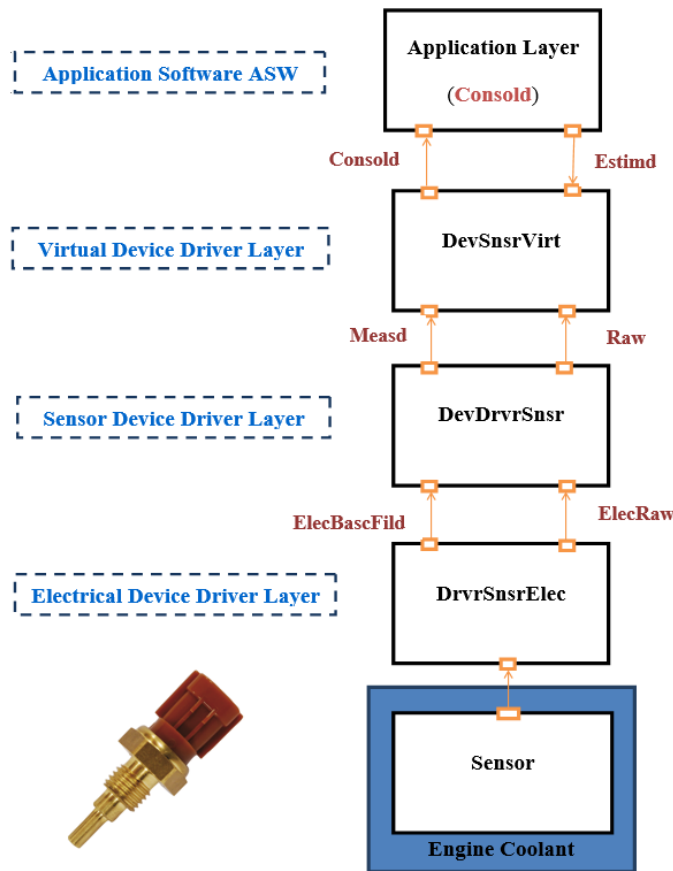 Application Layer
(Consold)
Application Software ASW
Consold
Estimd
DevSnsrVirt
Virtual Device Driver Layer
Measd
Raw
DevDrvrSnsr
Sensor Device Driver Layer
ElecBascFild
ElecRaw
DrvrSnsrElec
Electrical Device Driver Layer
Sensor
Engine Coolant